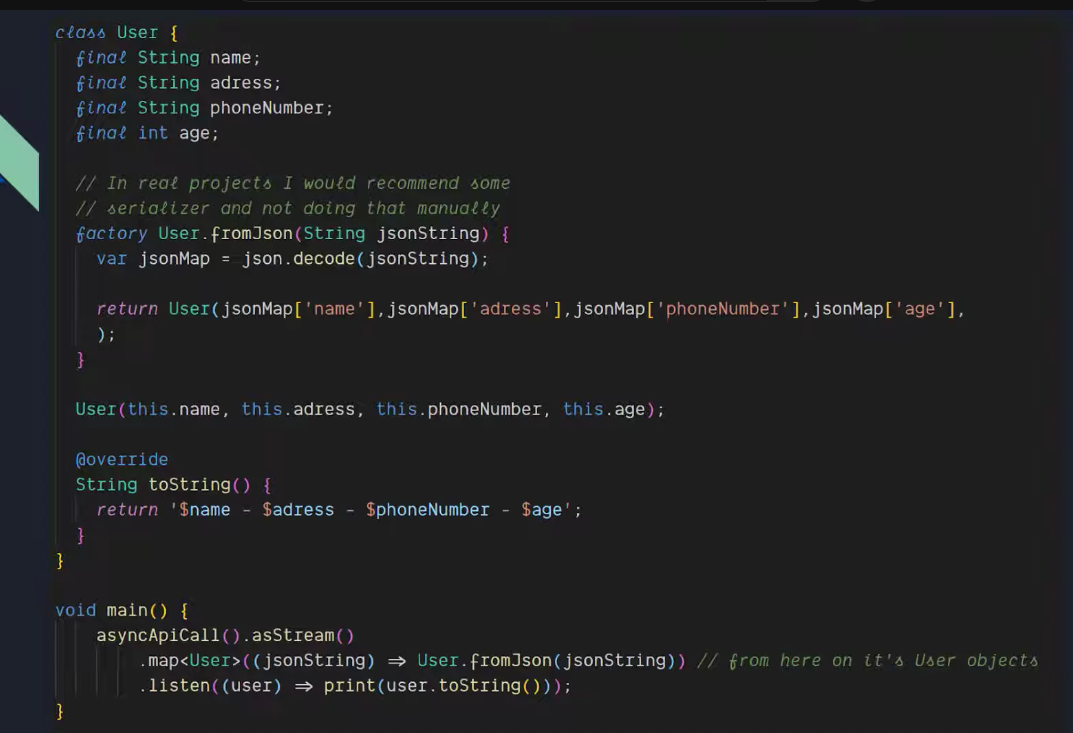 class User {
final String name;
final String adress;
final String phoneNumber;
final int age;
// In real projects I would recommend some
// serializer and not doing that manually
factory User.fromJson(String jsonString) {
var jsonMap = json.decode(jsonString);
return User(jsonMap['name'],jsonMap['adress'],jsonMap['phoneNumber'],jsonMap['age'],
);
}
User(this.name, this.adress, this.phoneNumber, this.age);
@override
String toString() {
return '$name - $adress - $phoneNumber - $age';
}
}
void main() {
asyncApiCall().asStream()
.map<User>((jsonString) => User.fromJson(jsonString)) // from here on it's User objects
.listen((user) => print(user.toString()));
}